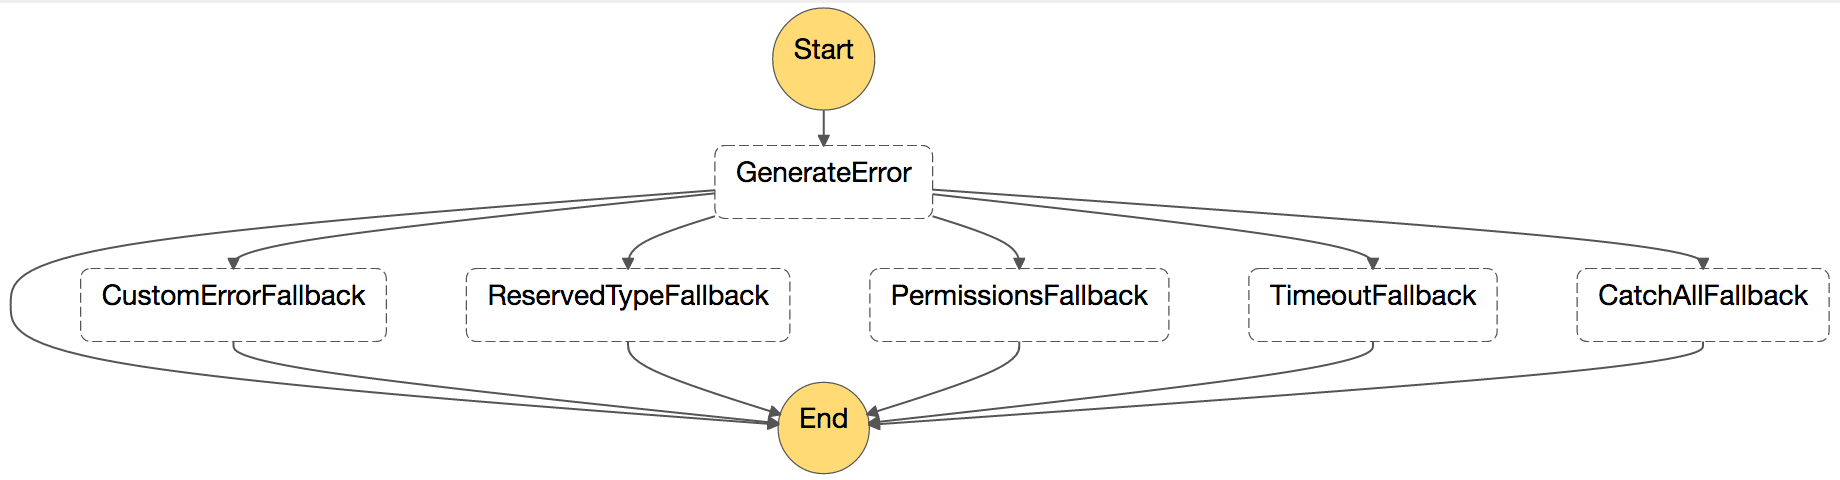 Start
GenerateError
CustomErrorFallback
ReservedTypeFallback
PermissionsFallback
TimeoutFallback
CatchAllFallback
End